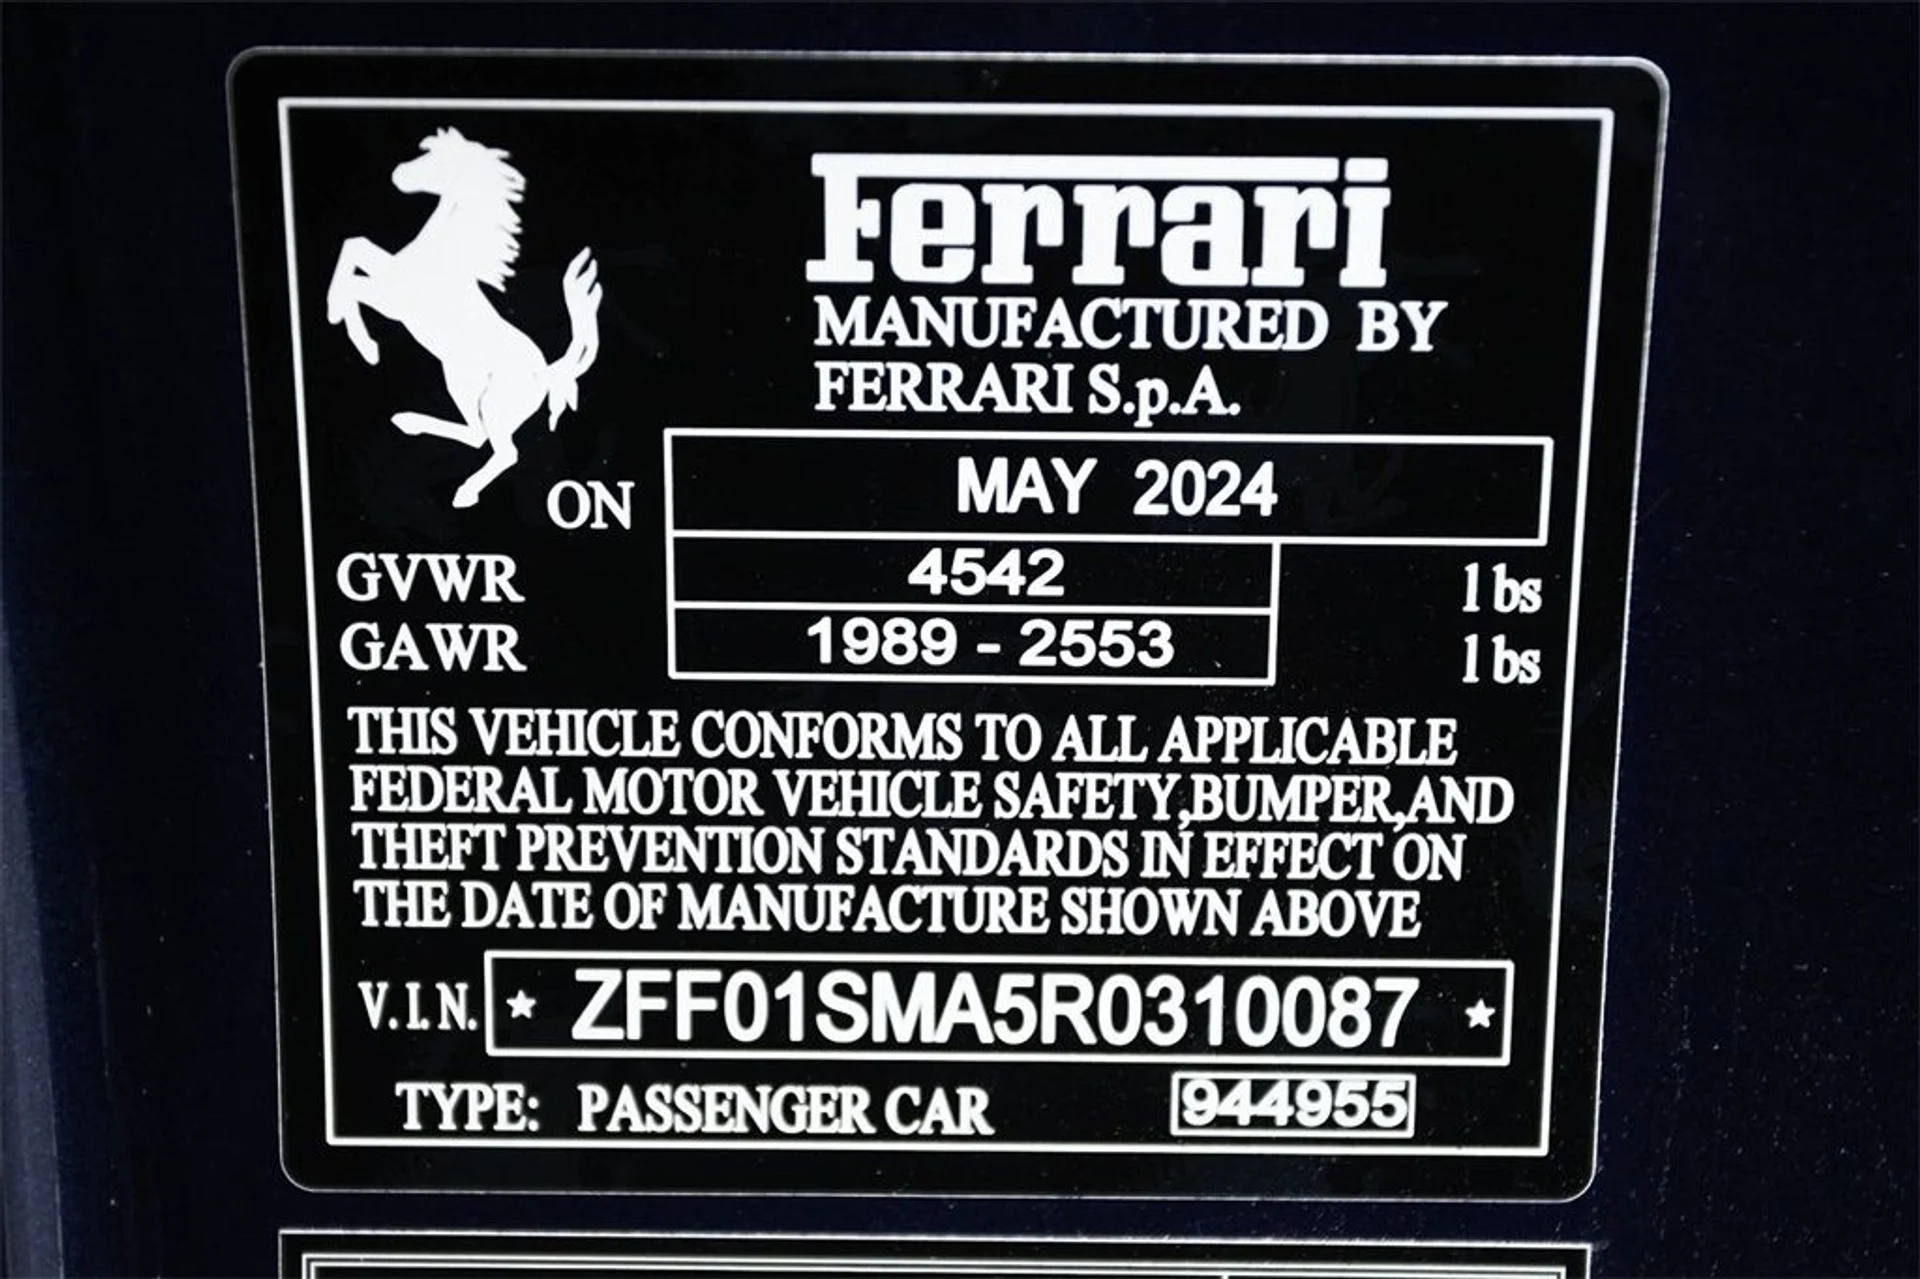 Ferrari
MANUFACTURED BY
FERRARI S.p.A.
ON MAY 2024
GVWR 4542 lbs
GAWR 1989 - 2553 lbs
THIS VEHICLE CONFORMS TO ALL APPLICABLE
FEDERAL MOTOR VEHICLE SAFETY,BUMPER,AND
THEFT PREVENTION STANDARDS IN EFFECT ON
THE DATE OF MANUFACTURE SHOWN ABOVE
V.I.N. ★ ZFF01SMA5R0310087 ★
TYPE: PASSENGER CAR 944955